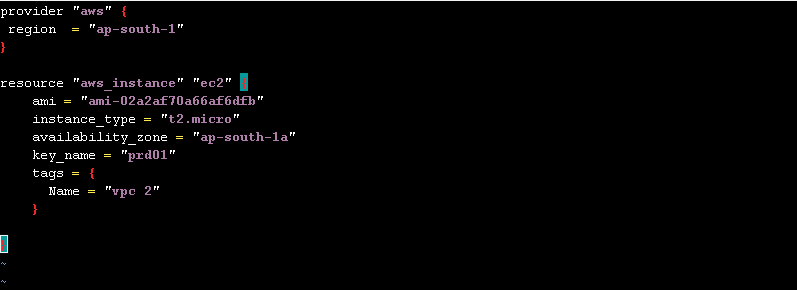 provider "aws" {
 region  = "ap-south-1"
}
resource "aws_instance" "ec2" {
    ami = "ami-02a2af70a66af6dfb"
    instance_type = "t2.micro"
    availability_zone = "ap-south-1a"
    key_name = "prd01"
    tags = {
      Name = "vpc 2"
    }
}
~
~